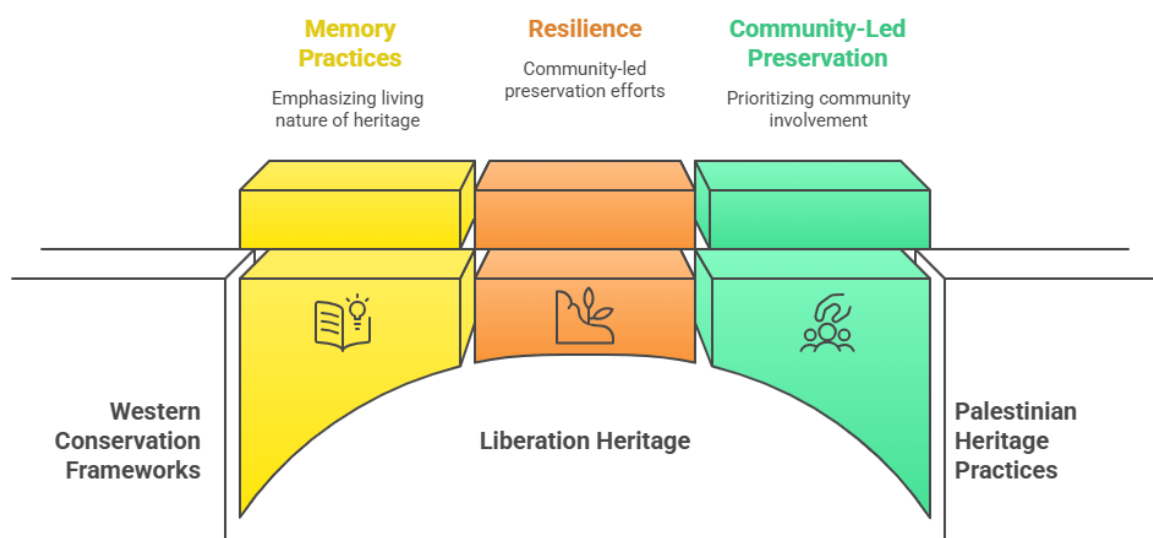 Memory
Practices
Emphasizing living
nature of heritage
Resilience
Community-led
preservation efforts
Community-Led
Preservation
Prioritizing community
involvement
Western
Conservation
Frameworks
Liberation Heritage
Palestinian
Heritage
Practices